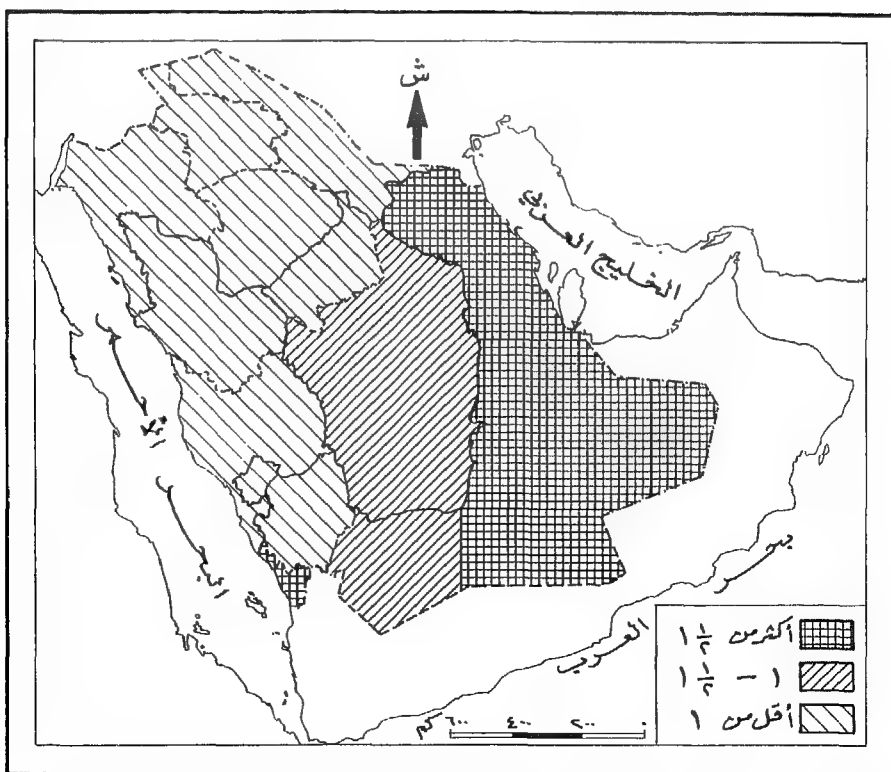 ش
الخليج العربي
البحر الأحمر
بحر العرب
أكثر من ١ ١/٢
١ - ١ ١/٢
أقل من ١
٠ ٢٠٠ ٤٠٠ ٦٠٠ كم